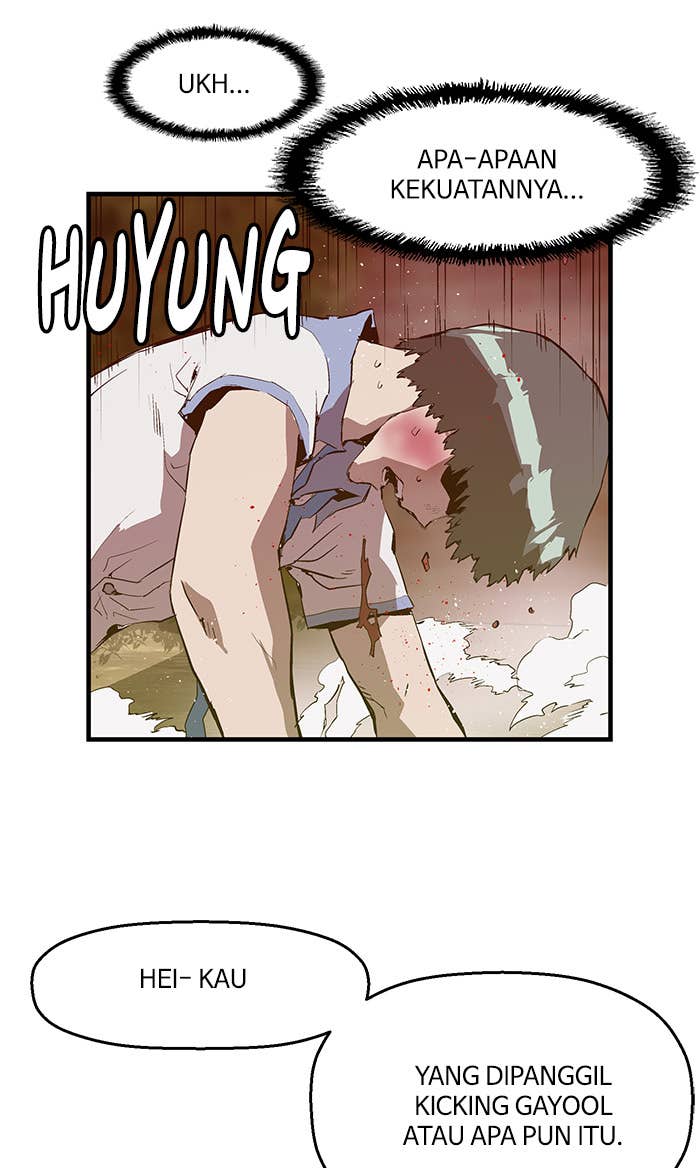 UKH...
APA-APAAN
KEKUATANNYA...
HUYUNG
HEI- KAU
YANG DIPANGGIL
KICKING GAYOOL
ATAU APA PUN ITU.